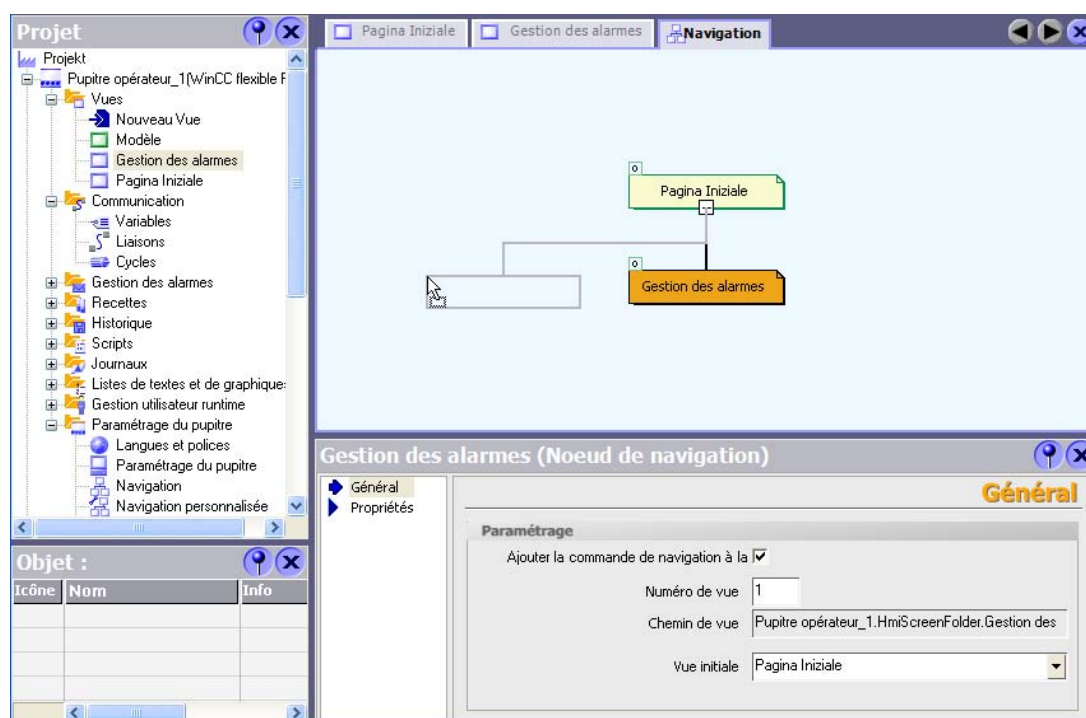 Projet
Projekt
Pupitre opérateur_1(WinCC flexible F
Vues
Nouveau Vue
Modèle
Gestion des alarmes
Pagina Iniziale
Communication
Variables
Liaisons
Cycles
Gestion des alarmes
Recettes
Historique
Scripts
Journaux
Listes de textes et de graphique
Gestion utilisateur runtime
Paramétrage du pupitre
Langues et polices
Paramétrage du pupitre
Navigation
Navigation personnalisée
Objet :
Icône Nom Info
Pagina Iniziale Gestion des alarmes Navigation
Pagina Iniziale
Gestion des alarmes
Gestion des alarmes (Noeud de navigation)
Général
Propriétés
Général
Paramétrage
Ajouter la commande de navigation à la
Numéro de vue 1
Chemin de vue Pupitre opérateur_1.HmiScreenFolder.Gestion des
Vue initiale Pagina Iniziale